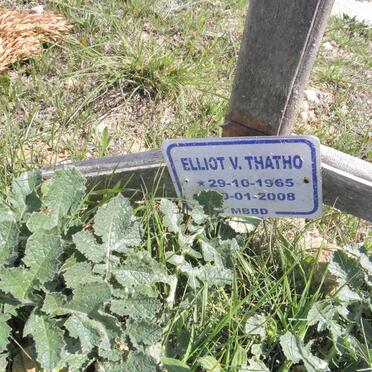 ELLIOT V. THATHO
★29-10-1965
0-01-2008
MBBD